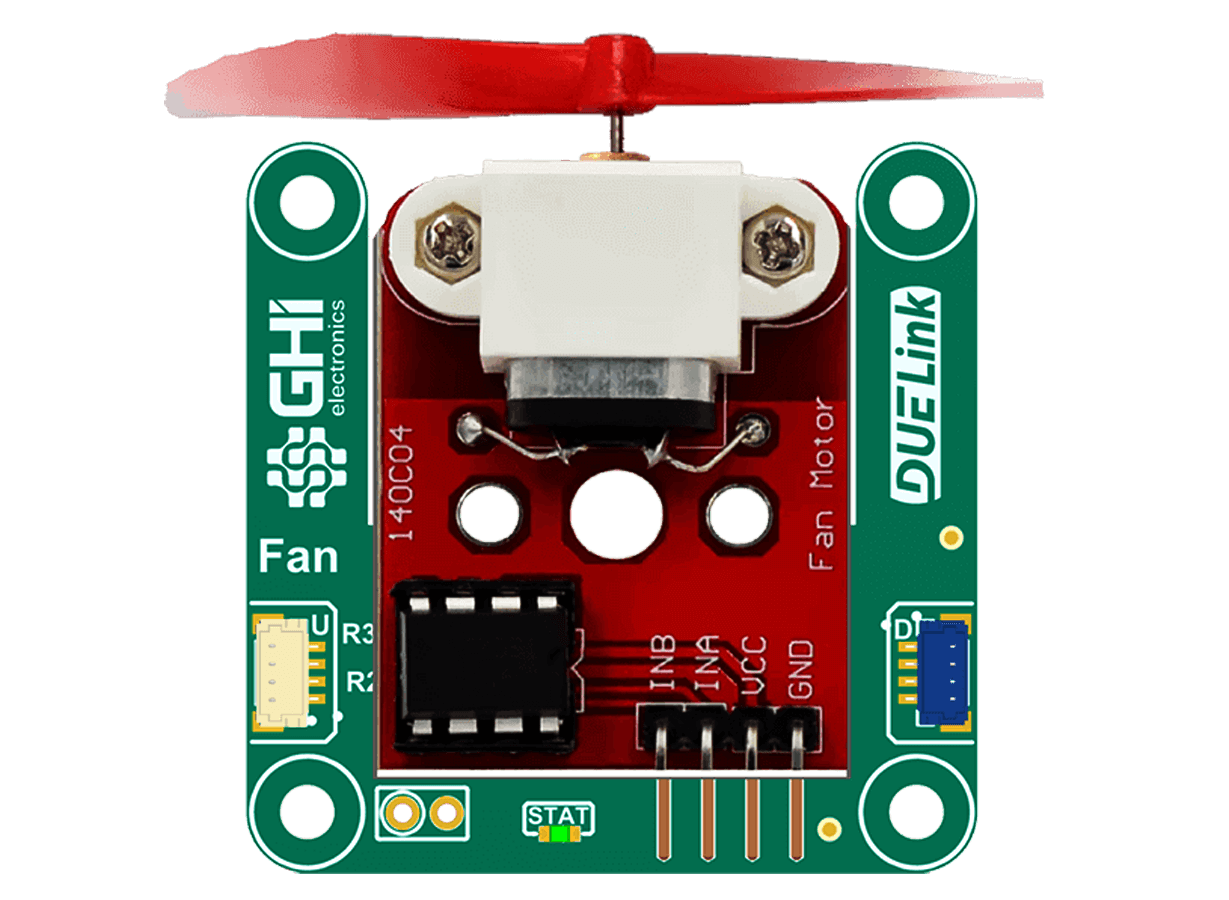 GHI
electronics
DUELink
140C04
Fan Motor
Fan
U
R3
R2
D
INB
INA
VCC
GND
STAT